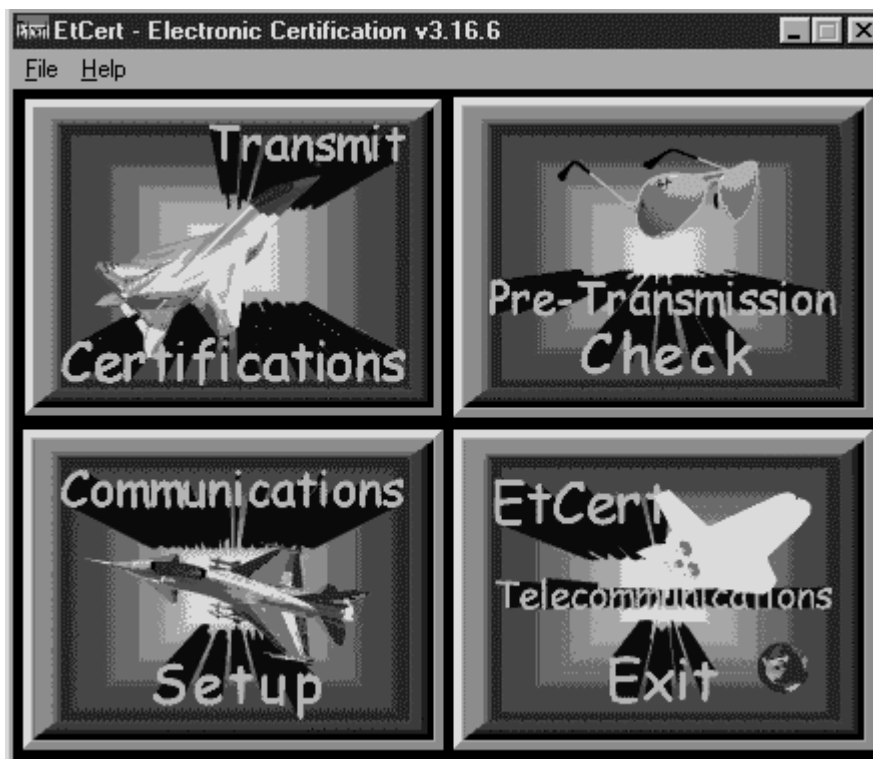 EtCert - Electronic Certification v3.16.6
File Help
Transmit
Certifications
Pre-Transmission
Check
Communications
Setup
EtCert
Telecommunications
Exit